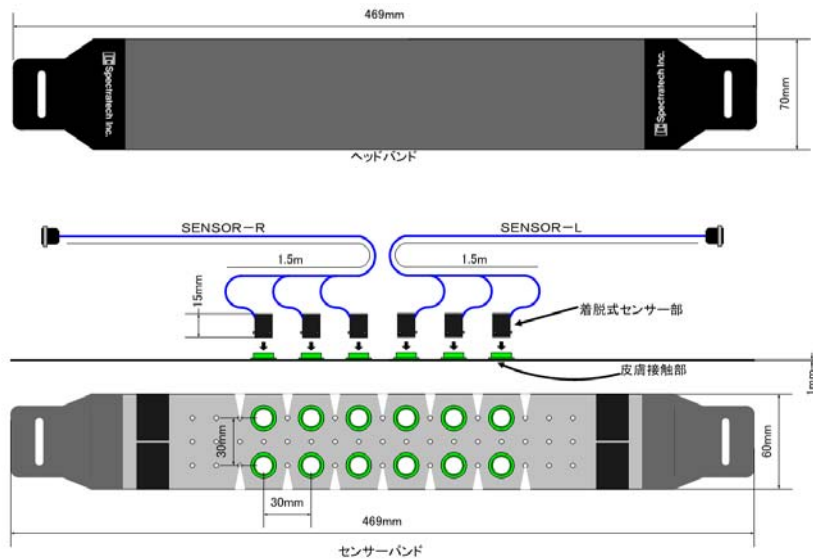 469mm
Spectratech Inc.
Spectratech Inc.
70mm
ヘッドバンド
SENSOR-R
SENSOR-L
1.5m
1.5m
15mm
着脱式センサー部
皮膚接触部
1mm
30mm
60mm
30mm
469mm
センサーバンド